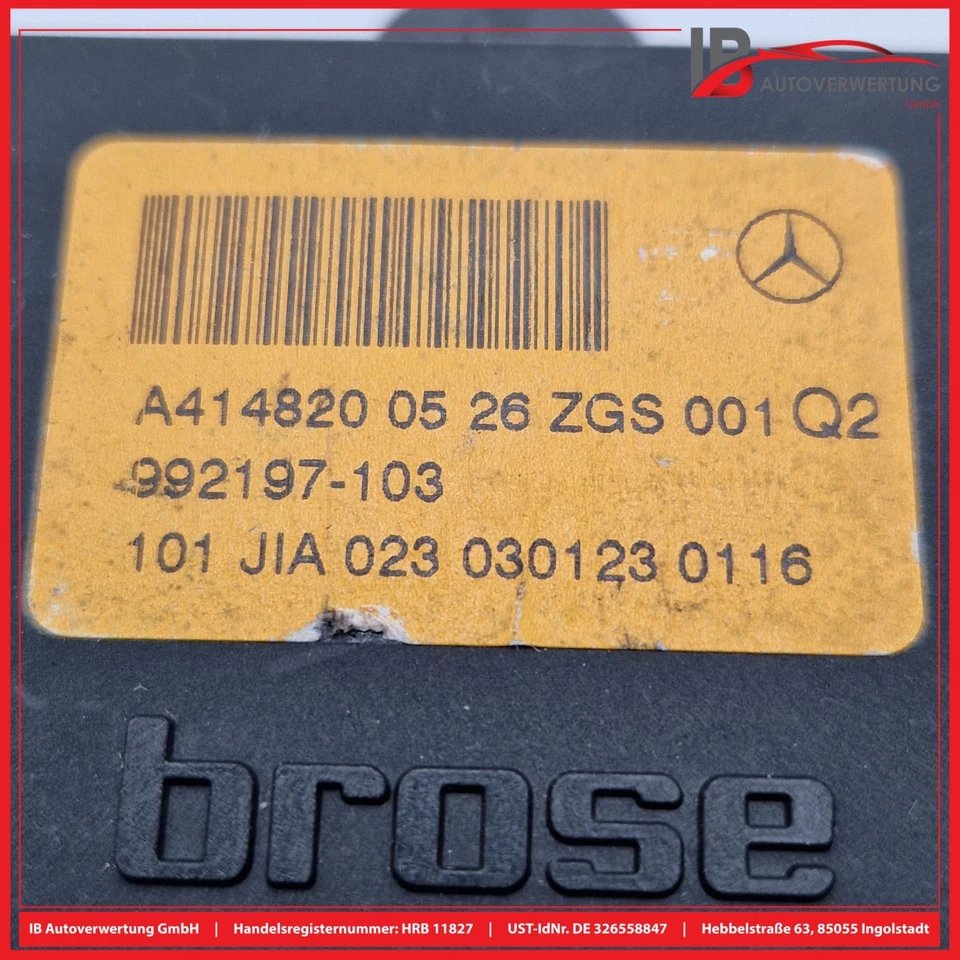 IB
AUTOVERWERTUNG
GmbH
A414820 05 26 ZGS 001 Q2
992197-103
101 JIA 023 030123 0116
brose
IB Autoverwertung GmbH | Handelsregisternummer: HRB 11827 | UST-IdNr. DE 326558847 | Hebbelstraße 63, 85055 Ingolstadt